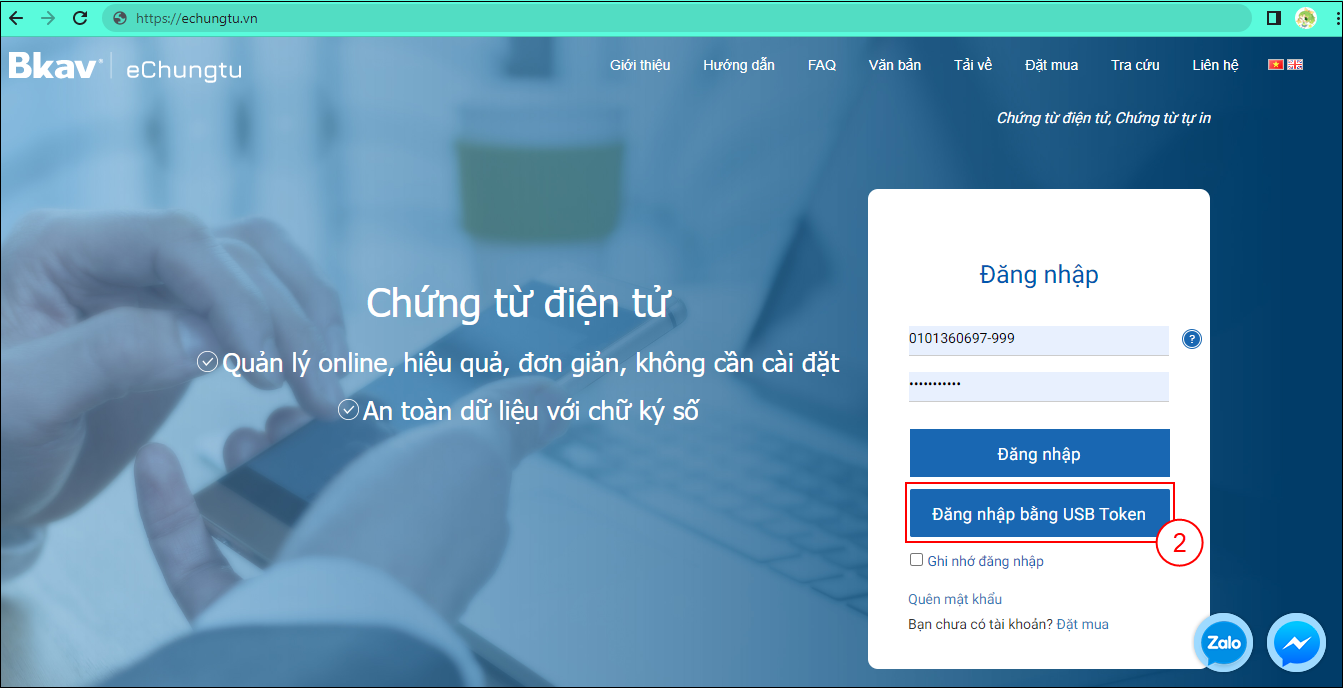 https://echungtu.vn
Bkav eChungtu
Giới thiệu Hướng dẫn FAQ Văn bản Tải về Đặt mua Tra cứu Liên hệ
Chứng từ điện tử, Chứng từ tự in
Chứng từ điện tử
Quản lý online, hiệu quả, đơn giản, không cần cài đặt
An toàn dữ liệu với chữ ký số
Đăng nhập
0101360697-999
?
•••••••••••
Đăng nhập
Đăng nhập bằng USB Token
2
Ghi nhớ đăng nhập
Quên mật khẩu
Bạn chưa có tài khoản? Đặt mua
Zalo